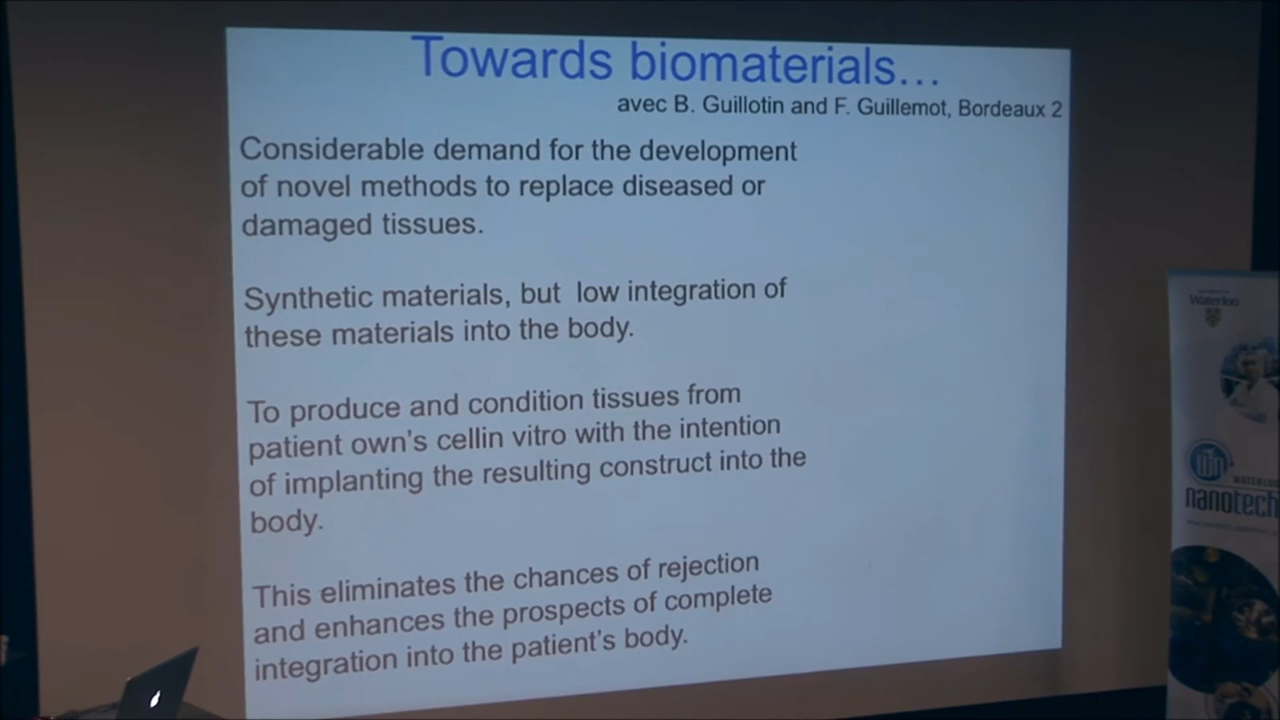 Towards biomaterials...
avec B. Guillotin and F. Guillemot, Bordeaux 2
Considerable demand for the development
of novel methods to replace diseased or
damaged tissues.
Synthetic materials, but low integration of
these materials into the body.
To produce and condition tissues from
patient own's cellin vitro with the intention
of implanting the resulting construct into the
body.
This eliminates the chances of rejection
and enhances the prospects of complete
integration into the patient's body.
Waterloo
nanotech